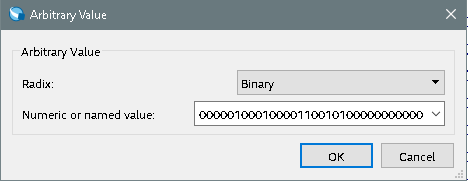 Arbitrary Value
Arbitrary Value
Radix:
Binary
Numeric or named value:
00000100010000110010100000000000
OK
Cancel